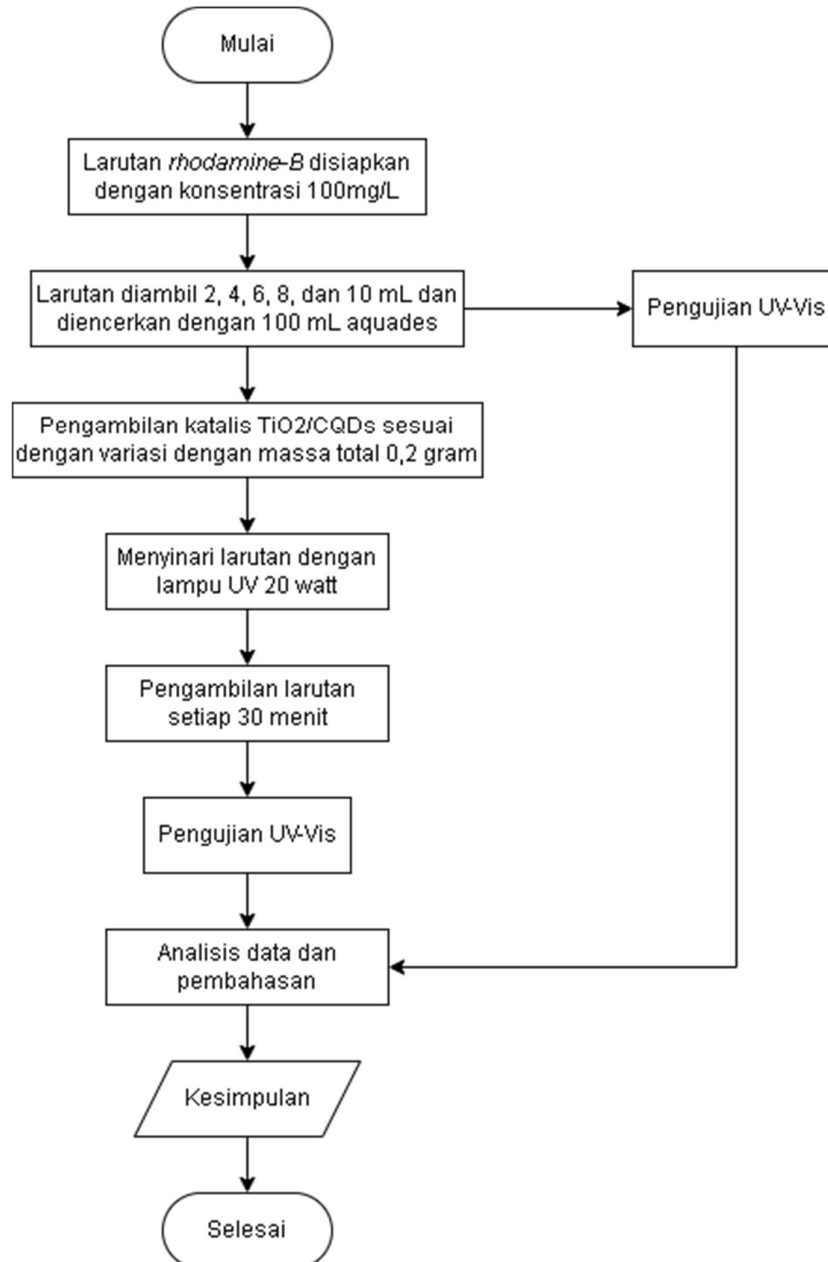 Mulai
Larutan rhodamine-B disiapkan
dengan konsentrasi 100mg/L
Larutan diambil 2, 4, 6, 8, dan 10 mL dan
diencerkan dengan 100 mL aquades
Pengujian UV-Vis
Pengambilan katalis TiO2/CQDs sesuai
dengan variasi dengan massa total 0,2 gram
Menyinari larutan dengan
lampu UV 20 watt
Pengambilan larutan
setiap 30 menit
Pengujian UV-Vis
Analisis data dan
pembahasan
Kesimpulan
Selesai